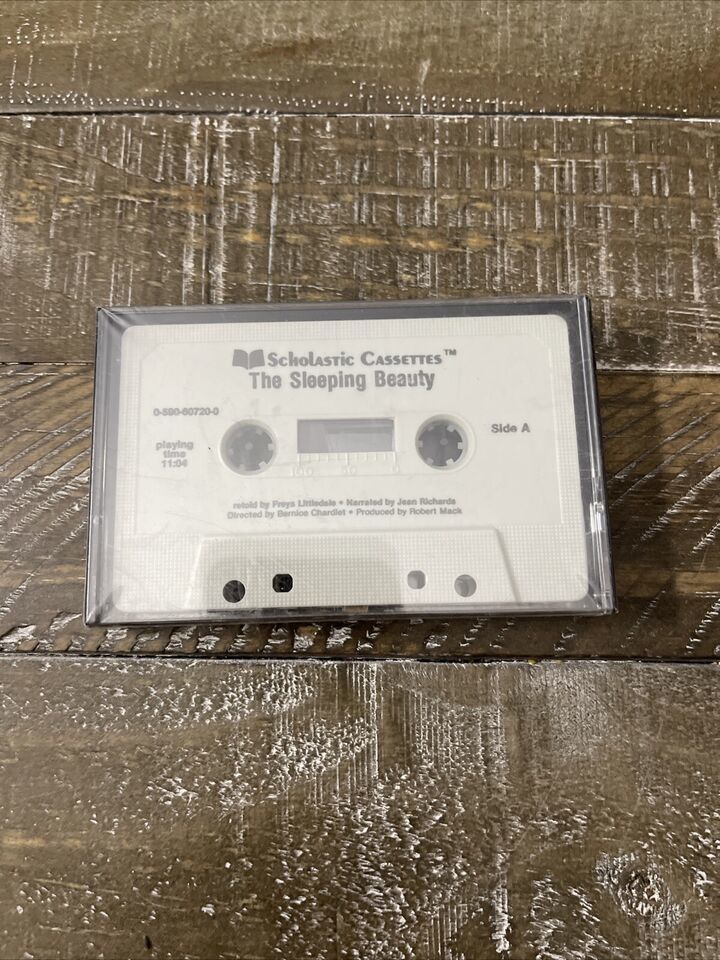 Scholastic Cassettes™
The Sleeping Beauty
0-590-60720-0
Side A
playing
time
11:04
100 50 0
retold by Freya Littledale • Narrated by Jean Richards
Directed by Bernice Chardiet • Produced by Robert Mack